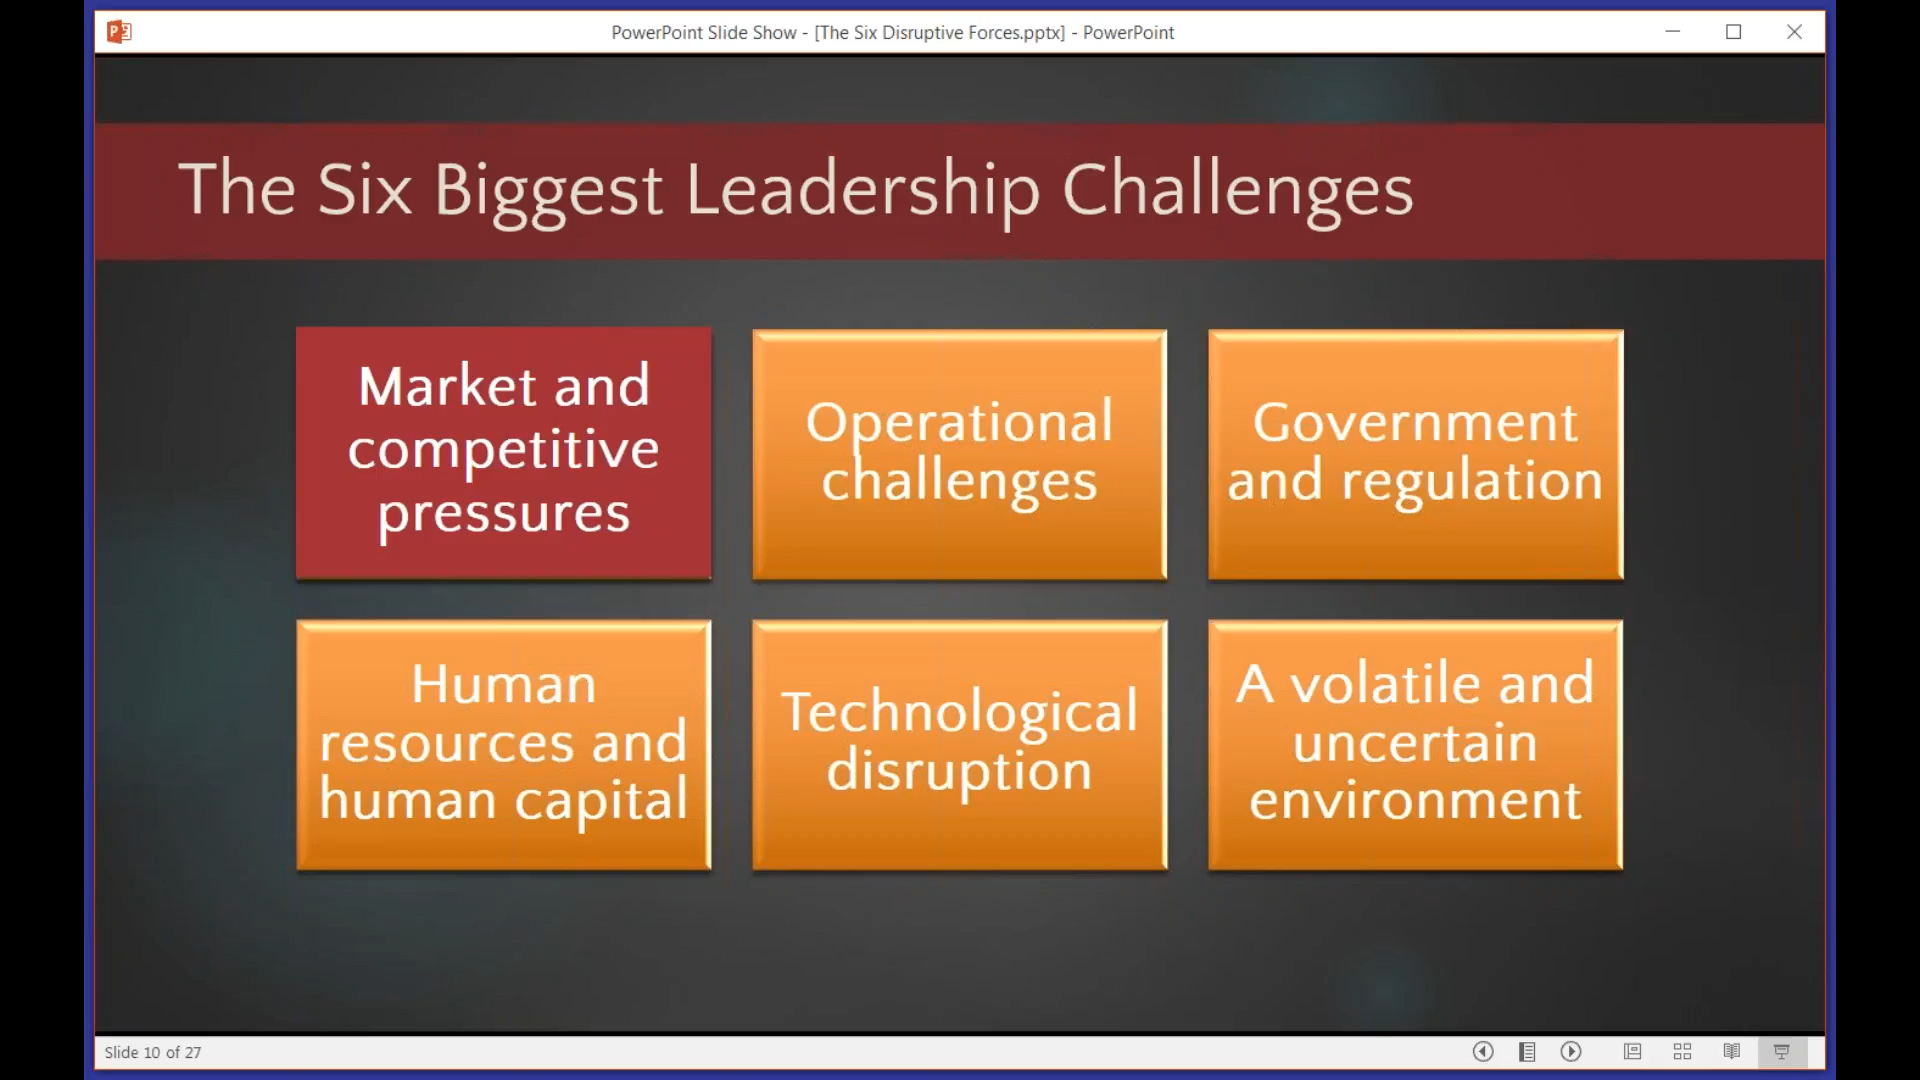 PowerPoint Slide Show - [The Six Disruptive Forces.pptx] - PowerPoint
The Six Biggest Leadership Challenges
Market and
competitive
pressures
Operational
challenges
Government
and regulation
Human
resources and
human capital
Technological
disruption
A volatile and
uncertain
environment
Slide 10 of 27